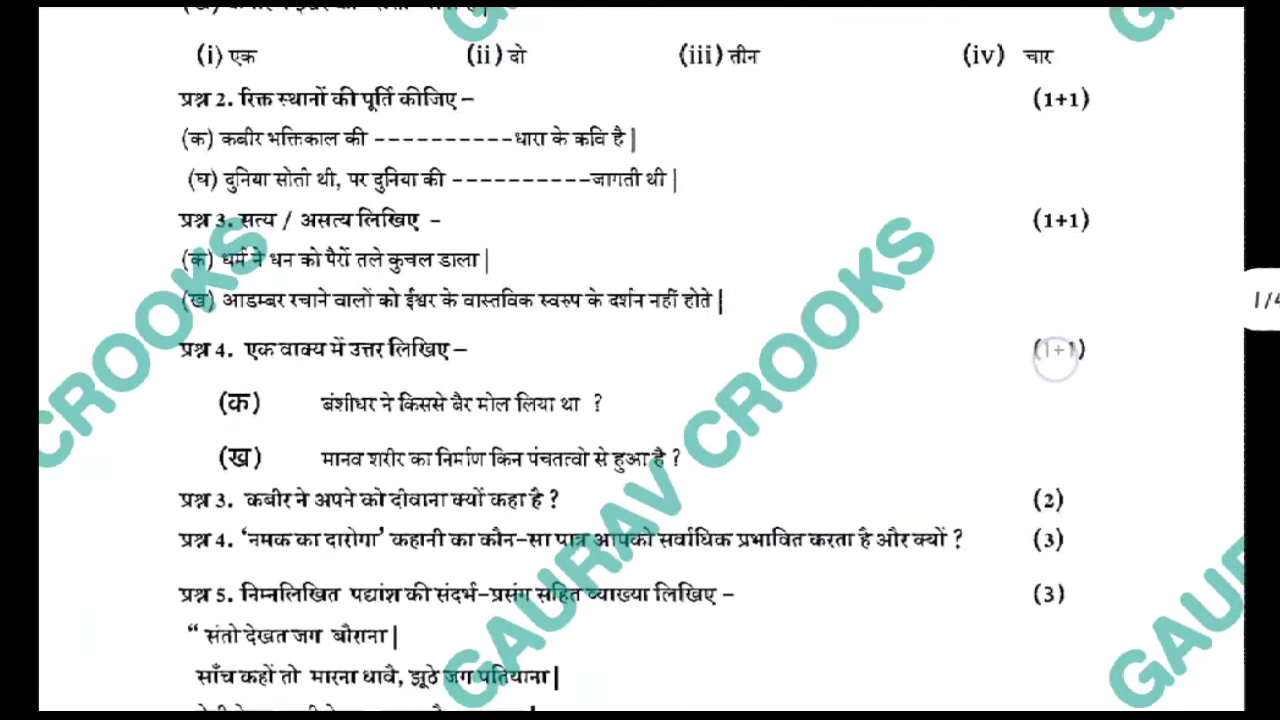 (i) एक (ii) दो (iii) तीन (iv) चार
प्रश्न 2. रिक्त स्थानों की पूर्ति कीजिए – (1+1)
(क) कबीर भक्तिकाल की ----------धारा के कवि है |
(घ) दुनिया सोती थी, पर दुनिया की ----------जागती थी |
प्रश्न 3. सत्य / असत्य लिखिए - (1+1)
(क) धर्म ने धन को पैरों तले कुचल डाला |
(ख) आडम्बर रचाने वालों को ईश्वर के वास्तविक स्वरुप के दर्शन नहीं होते |
1/4
प्रश्न 4. एक वाक्य में उत्तर लिखिए – (1+1)
(क) बंशीधर ने किससे बैर मोल लिया था ?
(ख) मानव शरीर का निर्माण किन पंचतत्वो से हुआ है ?
प्रश्न 3. कबीर ने अपने को दीवाना क्यों कहा है ? (2)
प्रश्न 4. ‘नमक का दारोगा’ कहानी का कौन-सा पात्र आपको सर्वाधिक प्रभावित करता है और क्यों ? (3)
प्रश्न 5. निम्नलिखित पद्यांश की संदर्भ-प्रसंग सहित व्याख्या लिखिए – (3)
“ संतो देखत जग बौराना |
साँच कहों तो मारना धावै, झूठे जग पतियाना |
CROOKS
GAURAV CROOKS
GAUR